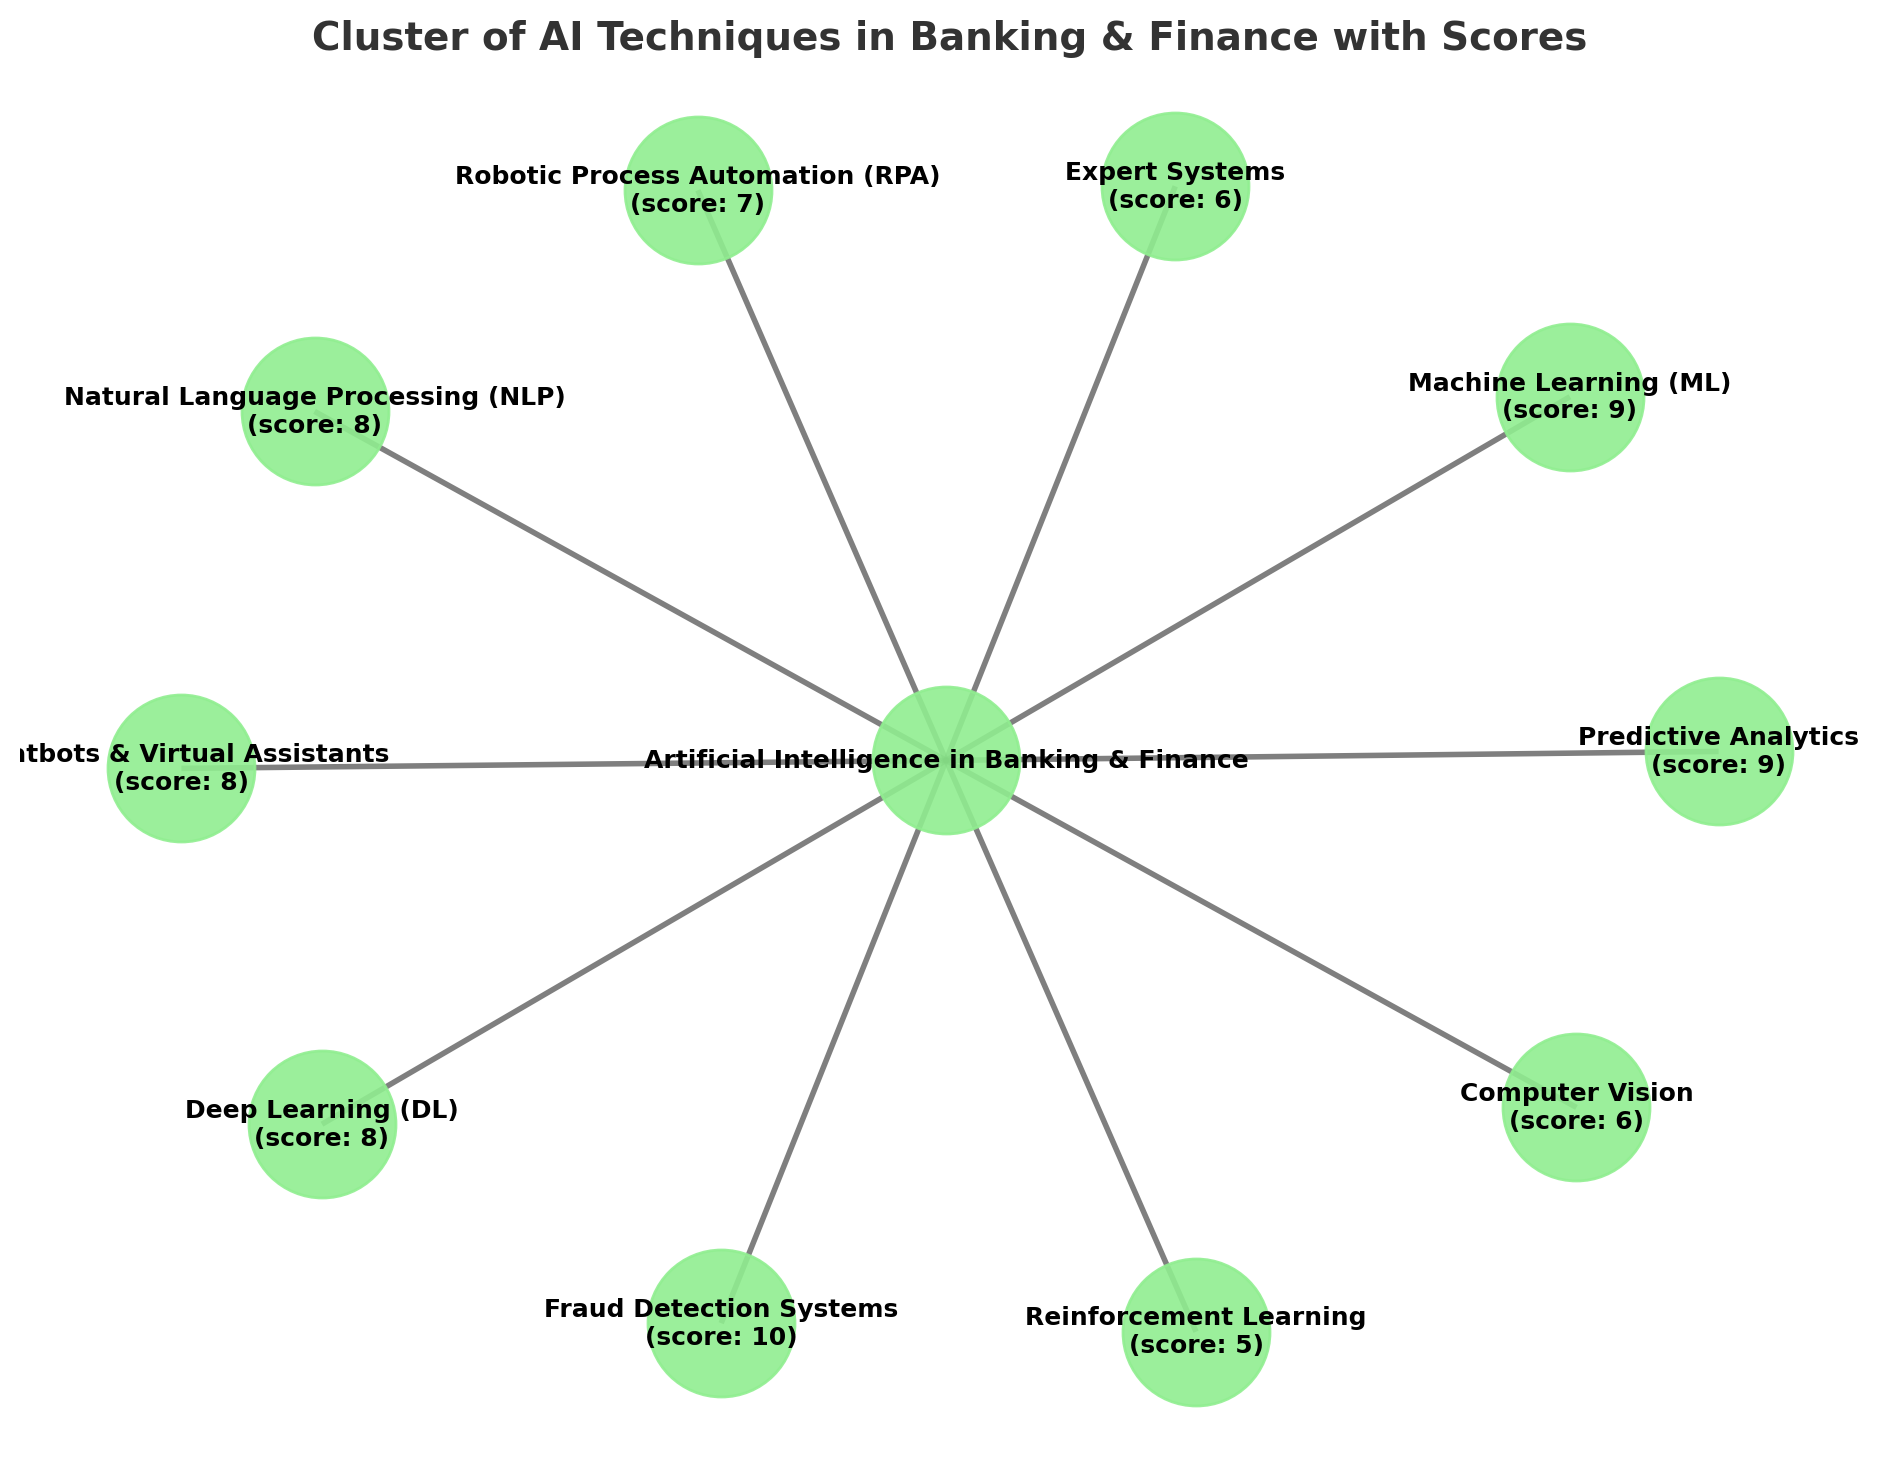 Cluster of AI Techniques in Banking & Finance with Scores
Robotic Process Automation (RPA)
(score: 7)
Expert Systems
(score: 6)
Natural Language Processing (NLP)
(score: 8)
Machine Learning (ML)
(score: 9)
& Virtual Assistants
(score: 8)
Artificial Intelligence in Banking & Finance
Predictive Analytics
(score: 9)
Deep Learning (DL)
(score: 8)
Computer Vision
(score: 6)
Fraud Detection Systems
(score: 10)
Reinforcement Learning
(score: 5)